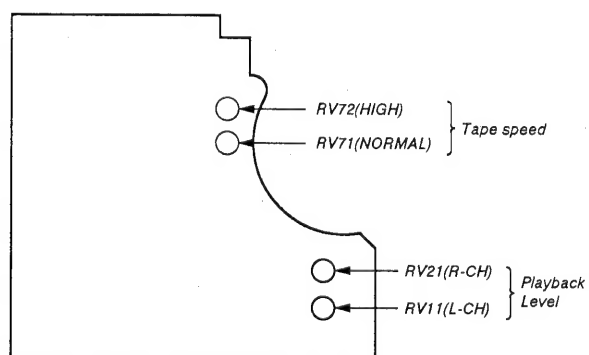 RV72(HIGH)
RV71(NORMAL)
Tape speed
RV21(R-CH)
RV11(L-CH)
Playback
Level